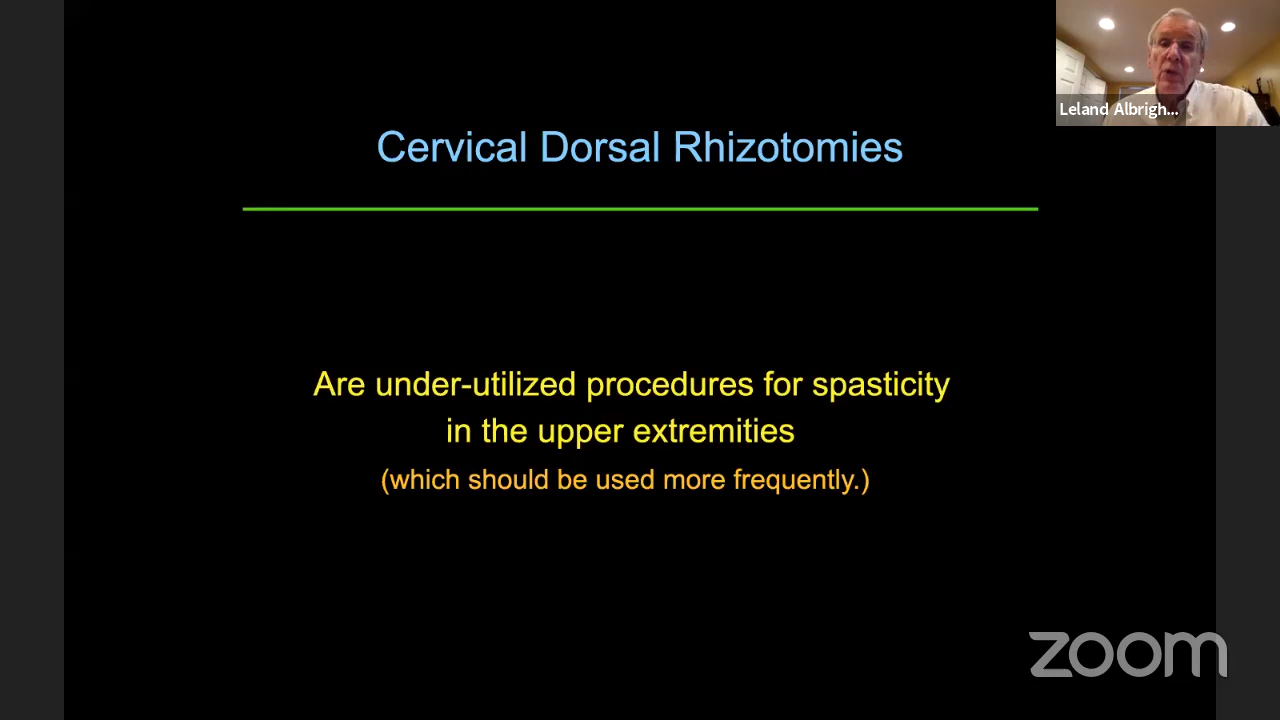 Leland Albrigh...
Cervical Dorsal Rhizotomies
Are under-utilized procedures for spasticity
in the upper extremities
(which should be used more frequently.)
zoom